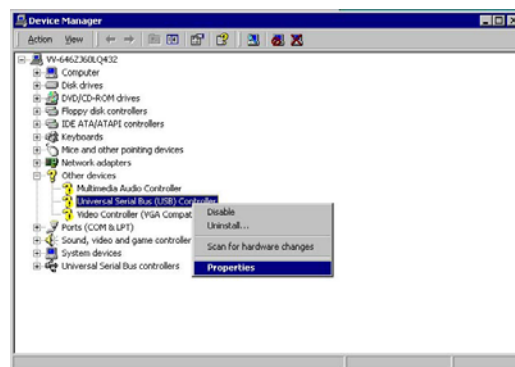 Device Manager
Action View
VV-6462360LQ432
Computer
Disk drives
DVD/CD-ROM drives
Floppy disk controllers
IDE ATA/ATAPI controllers
Keyboards
Mice and other pointing devices
Network adapters
Other devices
Multimedia Audio Controller
Universal Serial Bus (USB) Controller
Video Controller (VGA Compat
Ports (COM & LPT)
Sound, video and game controller
System devices
Universal Serial Bus controllers
Disable
Uninstall...
Scan for hardware changes
Properties